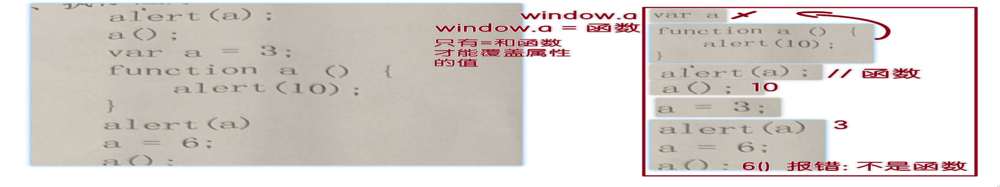 alert(a);
a();
var a = 3;
function a () {
alert(10);
}
alert(a)
a = 6;
a();
window.a
window.a = 函数
只有=和函数
才能覆盖属性
的值
var a
function a () {
alert(10);
}
alert(a); // 函数
a(); 10
a = 3;
alert(a) 3
a = 6;
a(); 6() 报错: 不是函数